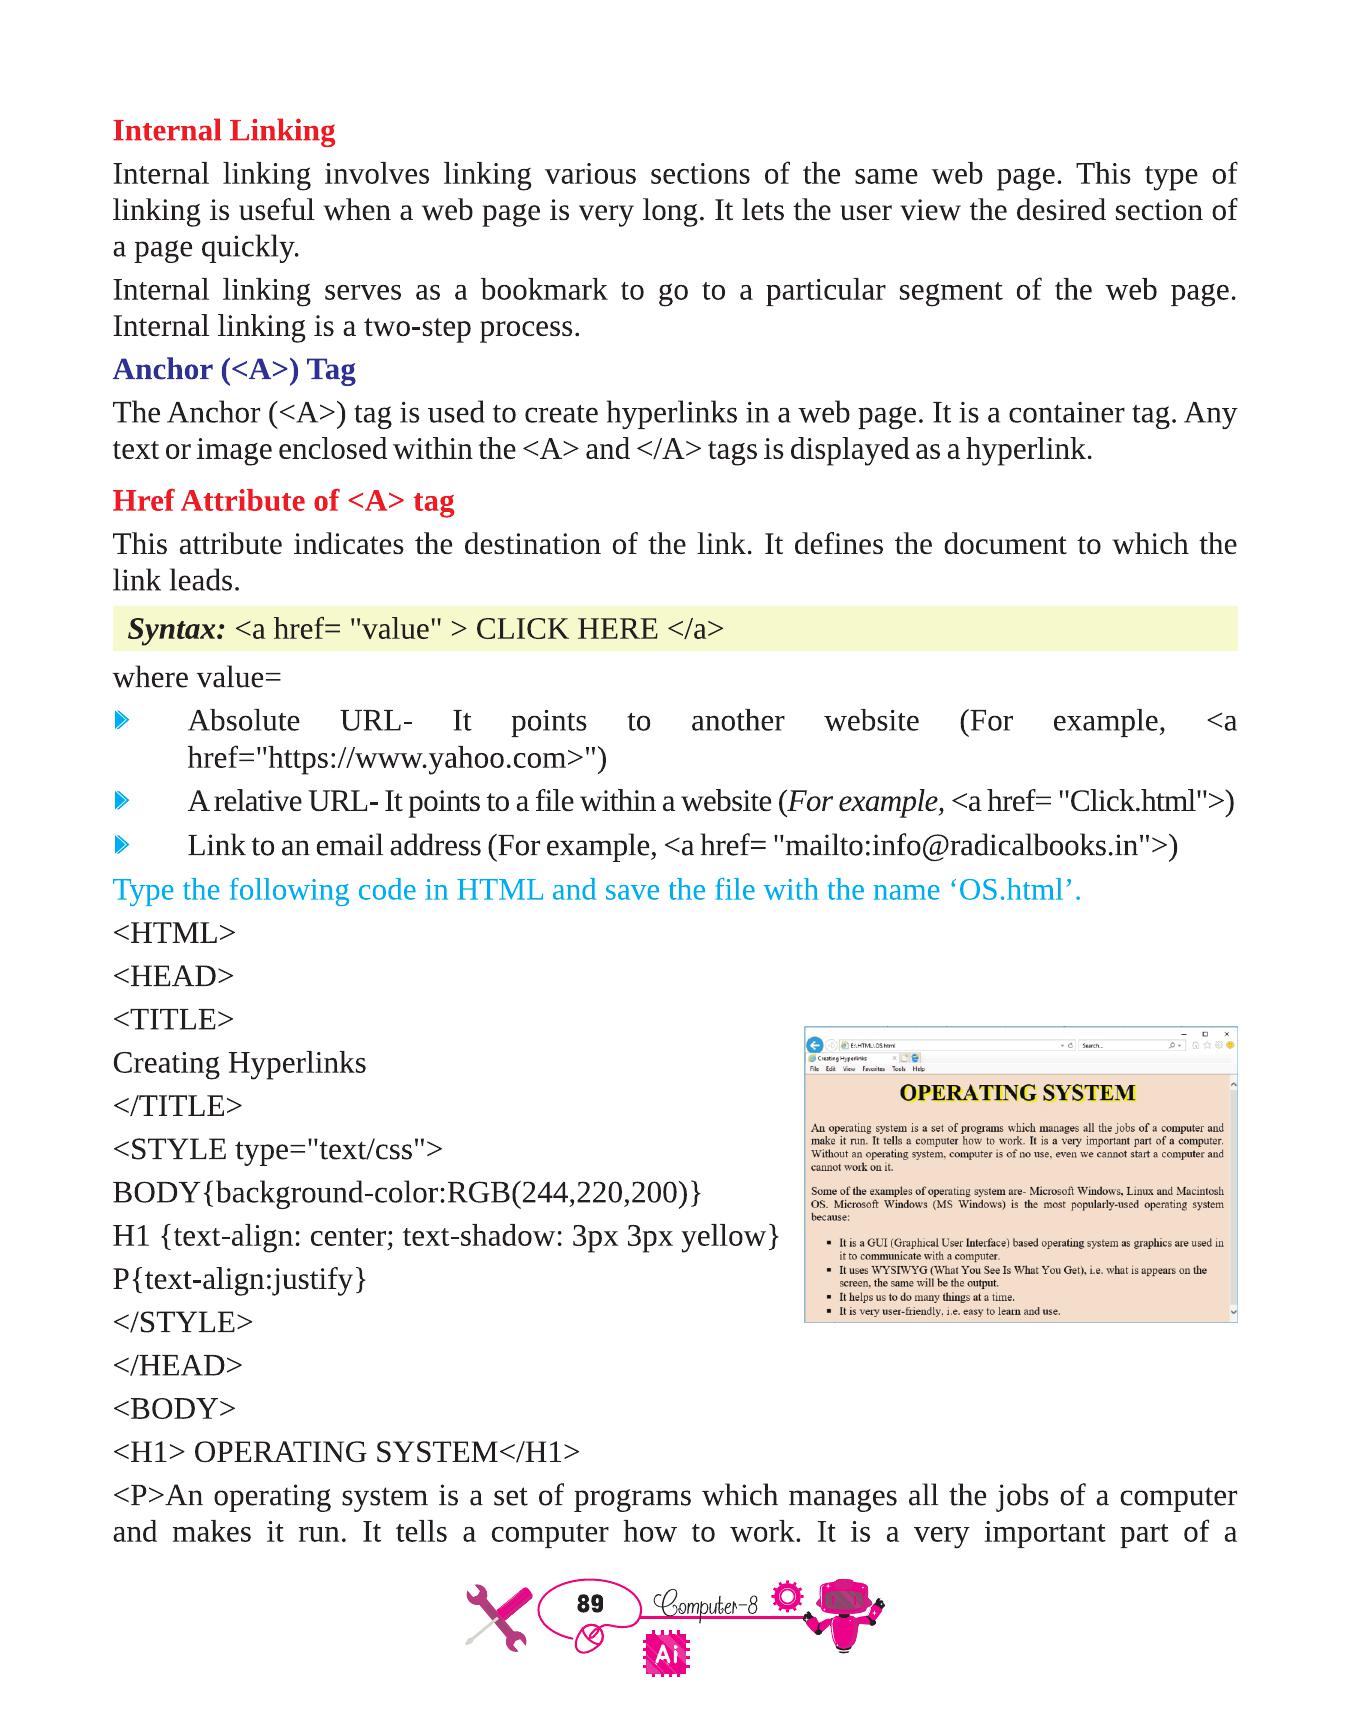 Internal Linking
Internal linking involves linking various sections of the same web page. This type of
linking is useful when a web page is very long. It lets the user view the desired section of
a page quickly.
Internal linking serves as a bookmark to go to a particular segment of the web page.
Internal linking is a two-step process.
Anchor (<A>) Tag
The Anchor (<A>) tag is used to create hyperlinks in a web page. It is a container tag. Any
text or image enclosed within the <A> and </A> tags is displayed as a hyperlink.
Href Attribute of <A> tag
This attribute indicates the destination of the link. It defines the document to which the
link leads.
Syntax: <a href= "value" > CLICK HERE </a>
where value=
Absolute URL- It points to another website (For example, <a
href="https://www.yahoo.com>")
A relative URL- It points to a file within a website (For example, <a href= "Click.html">)
Link to an email address (For example, <a href= "mailto:info@radicalbooks.in">)
Type the following code in HTML and save the file with the name ‘OS.html’.
<HTML>
<HEAD>
<TITLE>
Creating Hyperlinks
</TITLE>
<STYLE type="text/css">
BODY{background-color:RGB(244,220,200)}
H1 {text-align: center; text-shadow: 3px 3px yellow}
P{text-align:justify}
</STYLE>
</HEAD>
<BODY>
<H1> OPERATING SYSTEM</H1>
<P>An operating system is a set of programs which manages all the jobs of a computer
and makes it run. It tells a computer how to work. It is a very important part of a
E:\HTML\OS.html
Search...
Creating Hyperlinks
File Edit View Favorites Tools Help
OPERATING SYSTEM
An operating system is a set of programs which manages all the jobs of a computer and
make it run. It tells a computer how to work. It is a very important part of a computer.
Without an operating system, computer is of no use, even we cannot start a computer and
cannot work on it.
Some of the examples of operating system are- Microsoft Windows, Linux and Macintosh
OS. Microsoft Windows (MS Windows) is the most popularly-used operating system
because:
It is a GUI (Graphical User Interface) based operating system as graphics are used in
it to communicate with a computer.
It uses WYSIWYG (What You See Is What You Get), i.e. what is appears on the
screen, the same will be the output.
It helps us to do many things at a time.
It is very user-friendly, i.e. easy to learn and use.
89
Computer-8
Ai